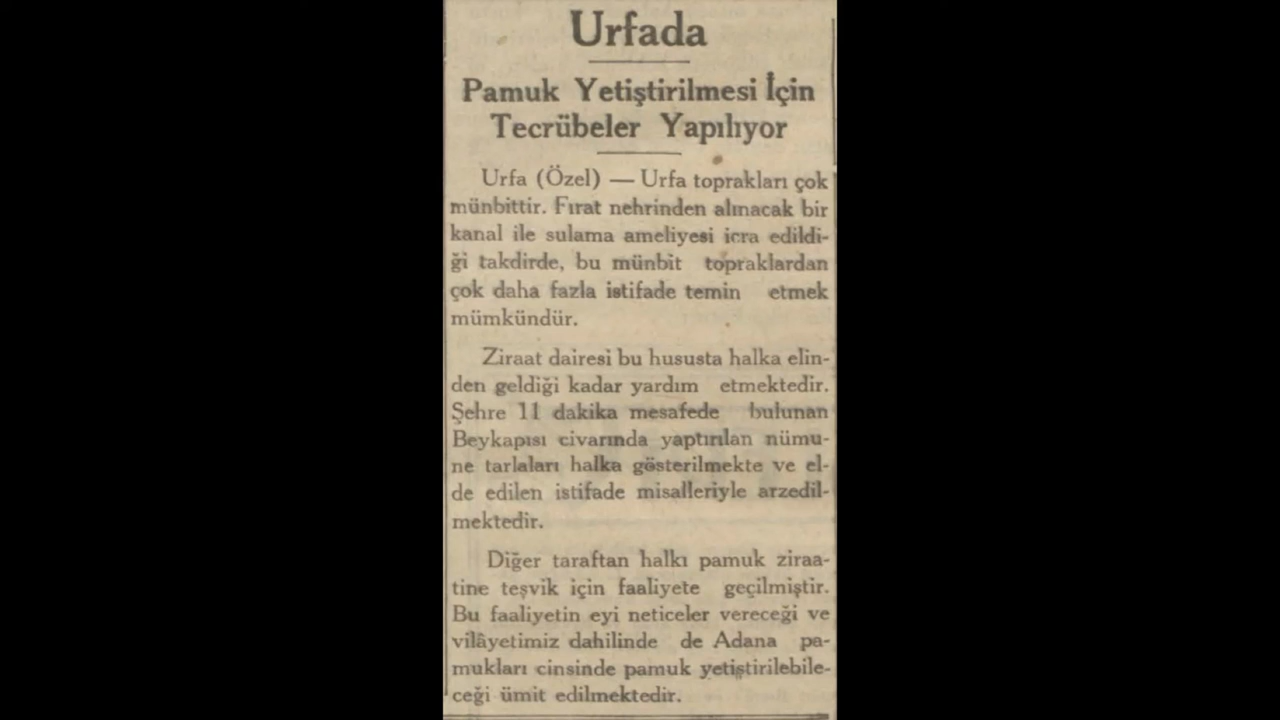 Urfada
Pamuk Yetiştirilmesi İçin
Tecrübeler Yapılıyor
Urfa (Özel) — Urfa toprakları çok
münbittir. Fırat nehrinden alınacak bir
kanal ile sulama ameliyesi icra edildi-
ği takdirde, bu münbit topraklardan
çok daha fazla istifade temin etmek
mümkündür.
Ziraat dairesi bu hususta halka elin-
den geldiği kadar yardım etmektedir.
Şehre 11 dakika mesafede bulunan
Beykapısı civarında yaptırılan nümu-
ne tarlaları halka gösterilmekte ve el-
de edilen istifade misalleriyle arzedil-
mektedir.
Diğer taraftan halkı pamuk ziraa-
tine teşvik için faaliyete geçilmiştir.
Bu faaliyetin eyi neticeler vereceği ve
vilâyetimiz dahilinde de Adana pa-
mukları cinsinde pamuk yetiştirilebile-
ceği ümit edilmektedir.